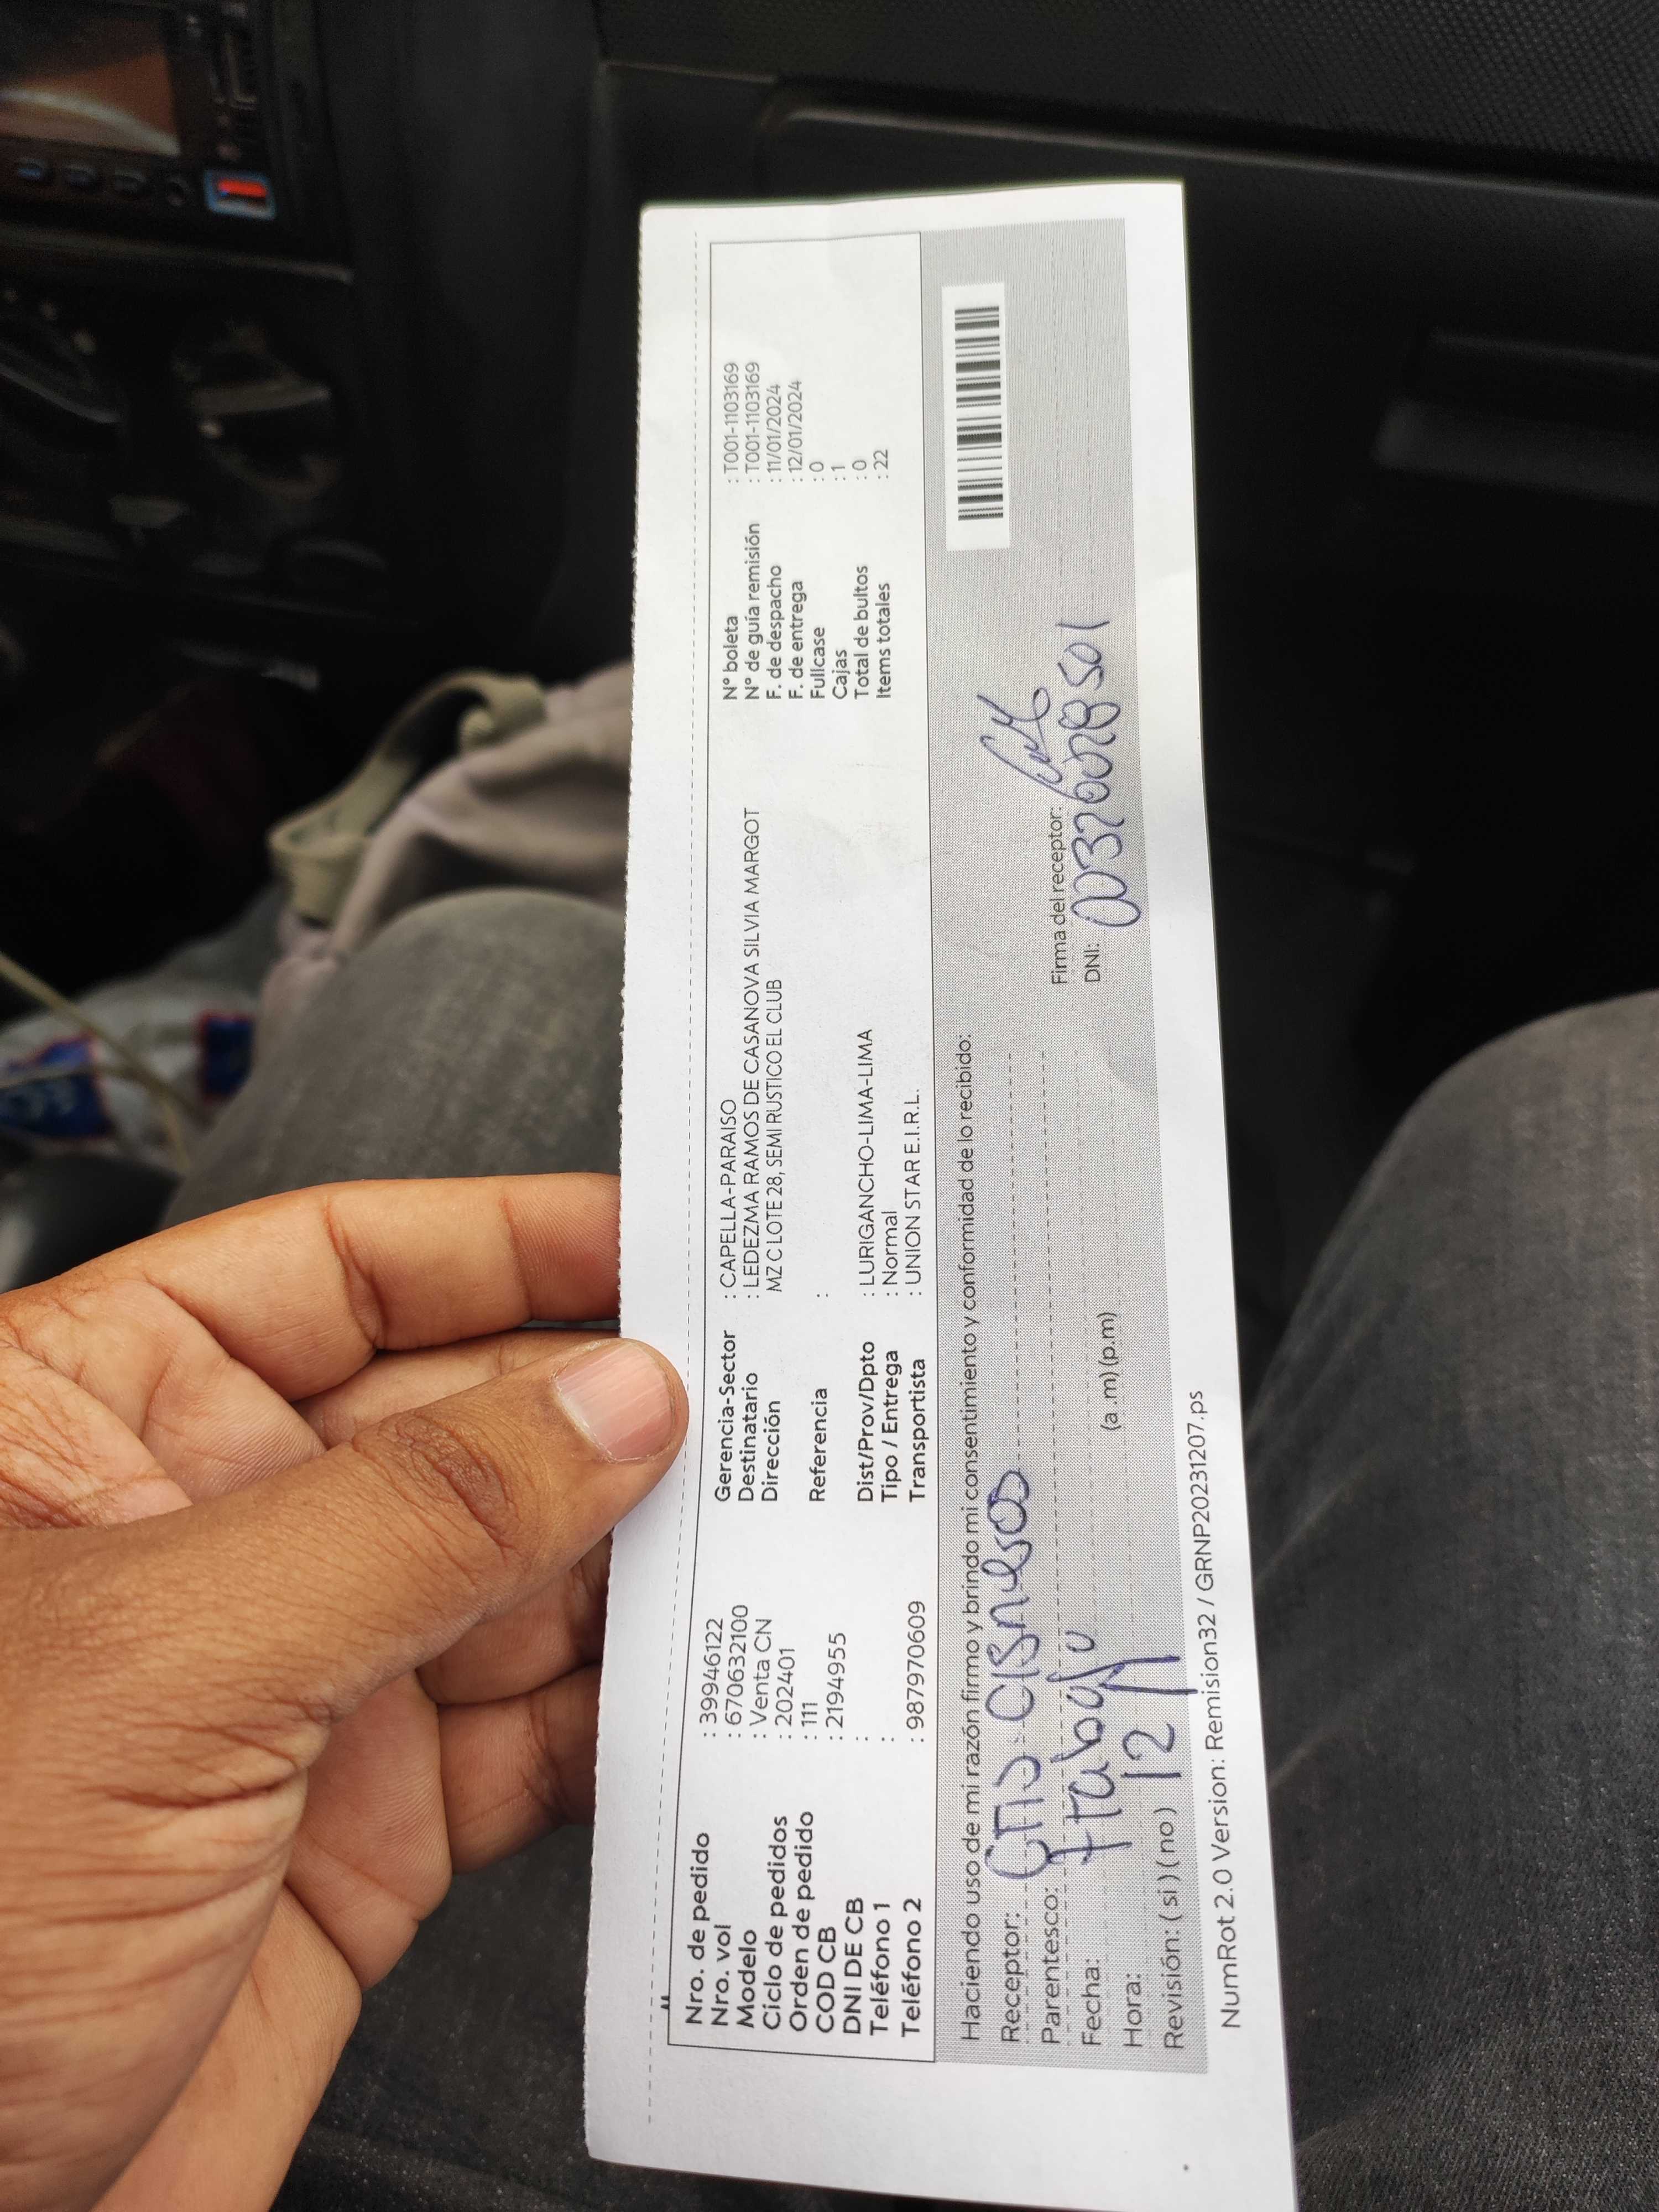 Nro. de pedido : 39946122
Nro. vol : 670632100
Modelo : Venta CN
Ciclo de pedidos : 202401
Orden de pedido : 111
COD CB : 2194955
DNI DE CB :
Teléfono 1 :
Teléfono 2 : 987970609
Gerencia-Sector : CAPELLA-PARAISO
Destinatario : LEDEZMA RAMOS DE CASANOVA SILVIA MARGOT
Dirección MZ C LOTE 28, SEMI RUSTICO EL CLUB
Referencia :
Dist/Prov/Dpto : LURIGANCHO-LIMA-LIMA
Tipo / Entrega : Normal
Transportista : UNION STAR E.I.R.L.
N° boleta : T001-1103169
N° de guía remisión : T001-1103169
F. de despacho : 11/01/2024
F. de entrega : 12/01/2024
Fullcase : 0
Cajas : 1
Total de bultos : 0
Items totales : 22
Haciendo uso de mi razón firmo y brindo mi consentimiento y conformidad de lo recibido:
Receptor:
Parentesco:
Fecha:
Hora: 12 (a .m) (p.m)
Revisión: ( si ) ( no )
Firma del receptor:
DNI:
NumRot 2.0 Version: Remision32 / GRNP20231207.ps